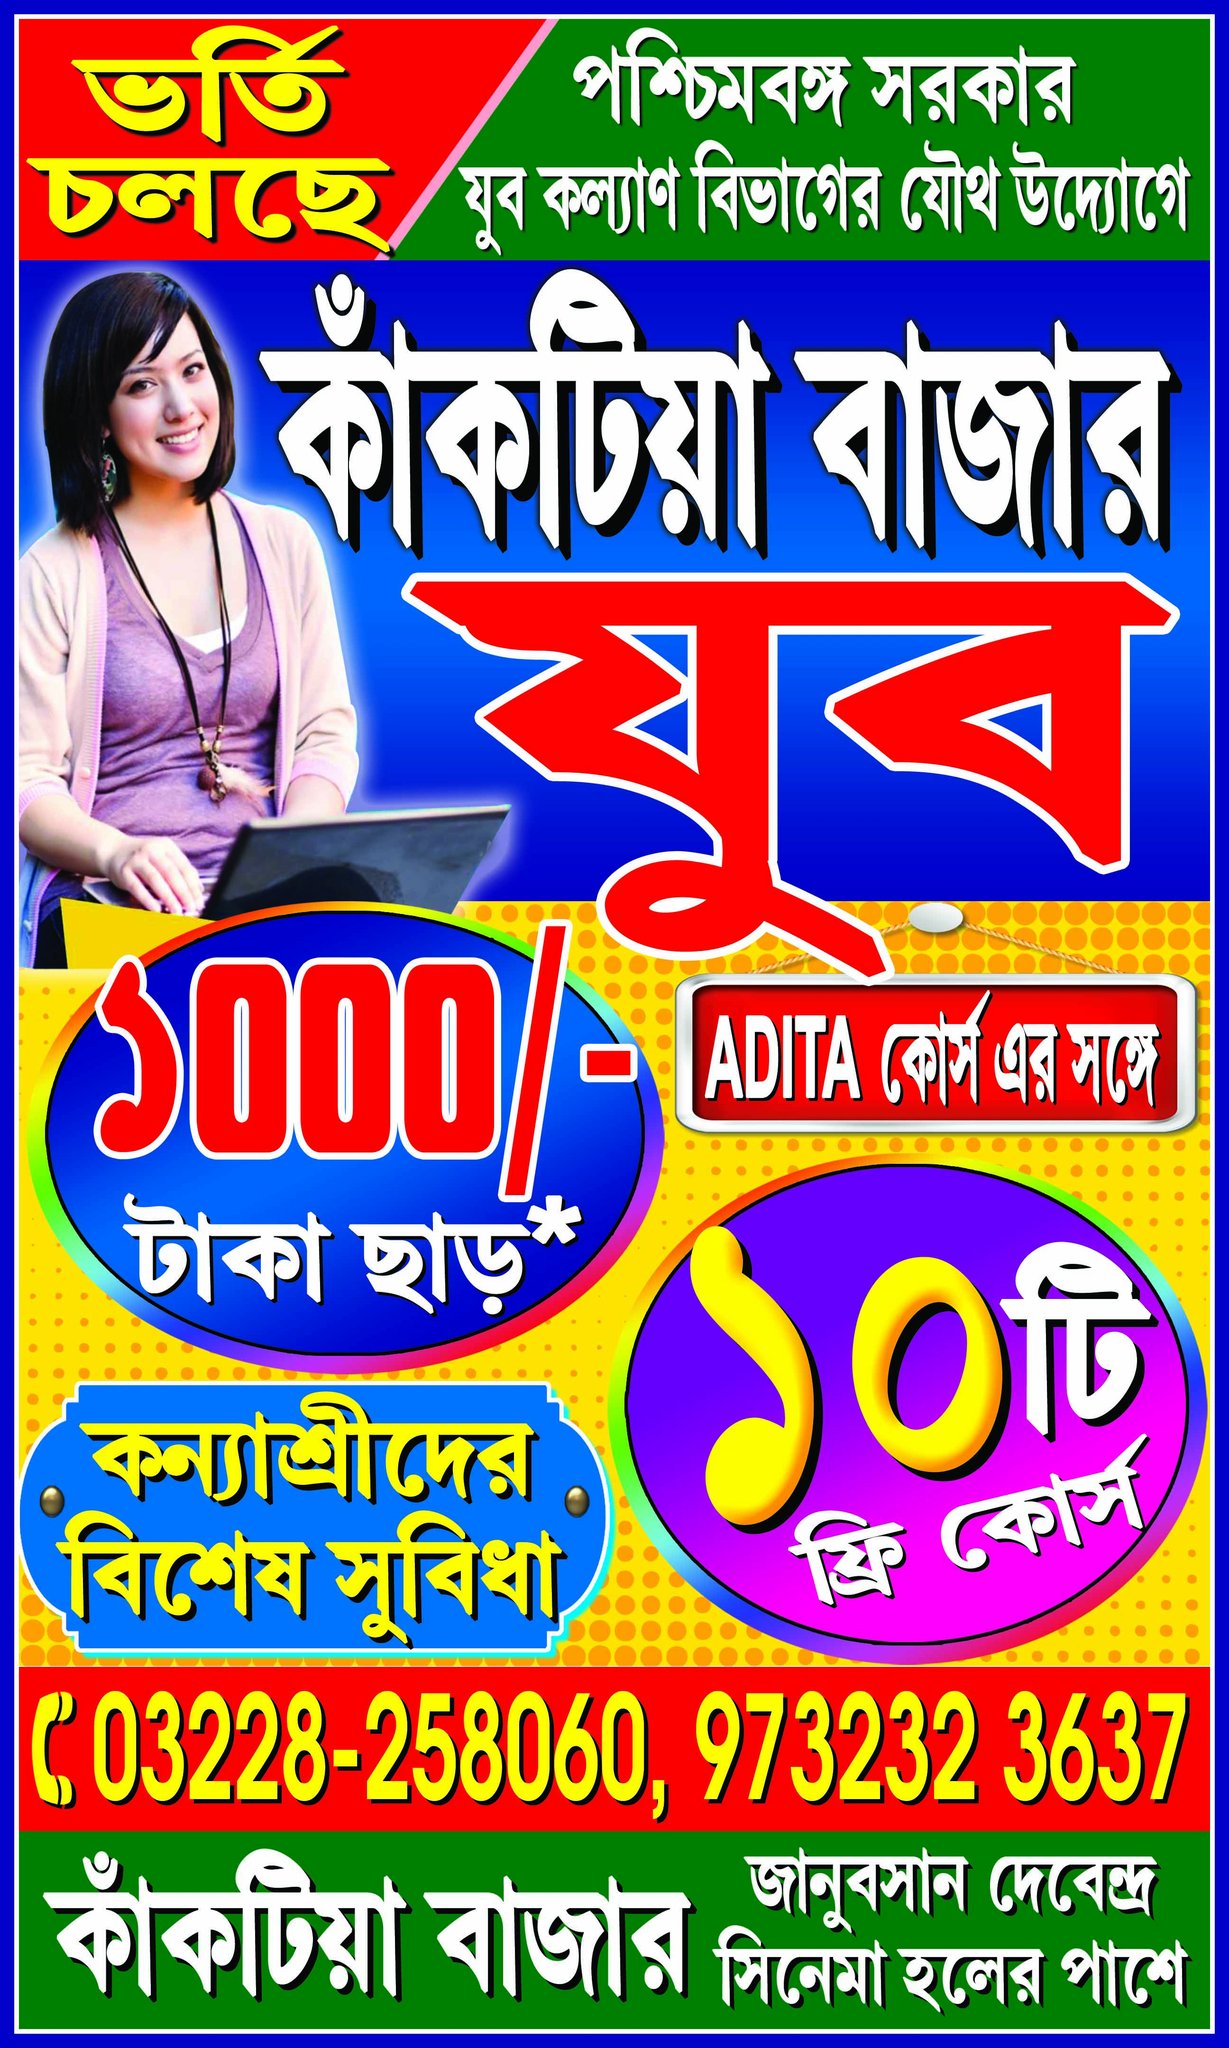 ভর্তি
চলছে
পশ্চিমবঙ্গ সরকার
যুব কল্যাণ বিভাগের যৌথ উদ্যোগে
কাঁকটিয়া বাজার
যুব
১000/-
টাকা ছাড়*
ADITA কোর্স এর সঙ্গে
১০টি
ফ্রি কোর্স
কন্যাশ্রীদের
বিশেষ সুবিধা
03228-258060, 973232 3637
কাঁকটিয়া বাজার
জানুবসান দেবেন্দ্র
সিনেমা হলের পাশে